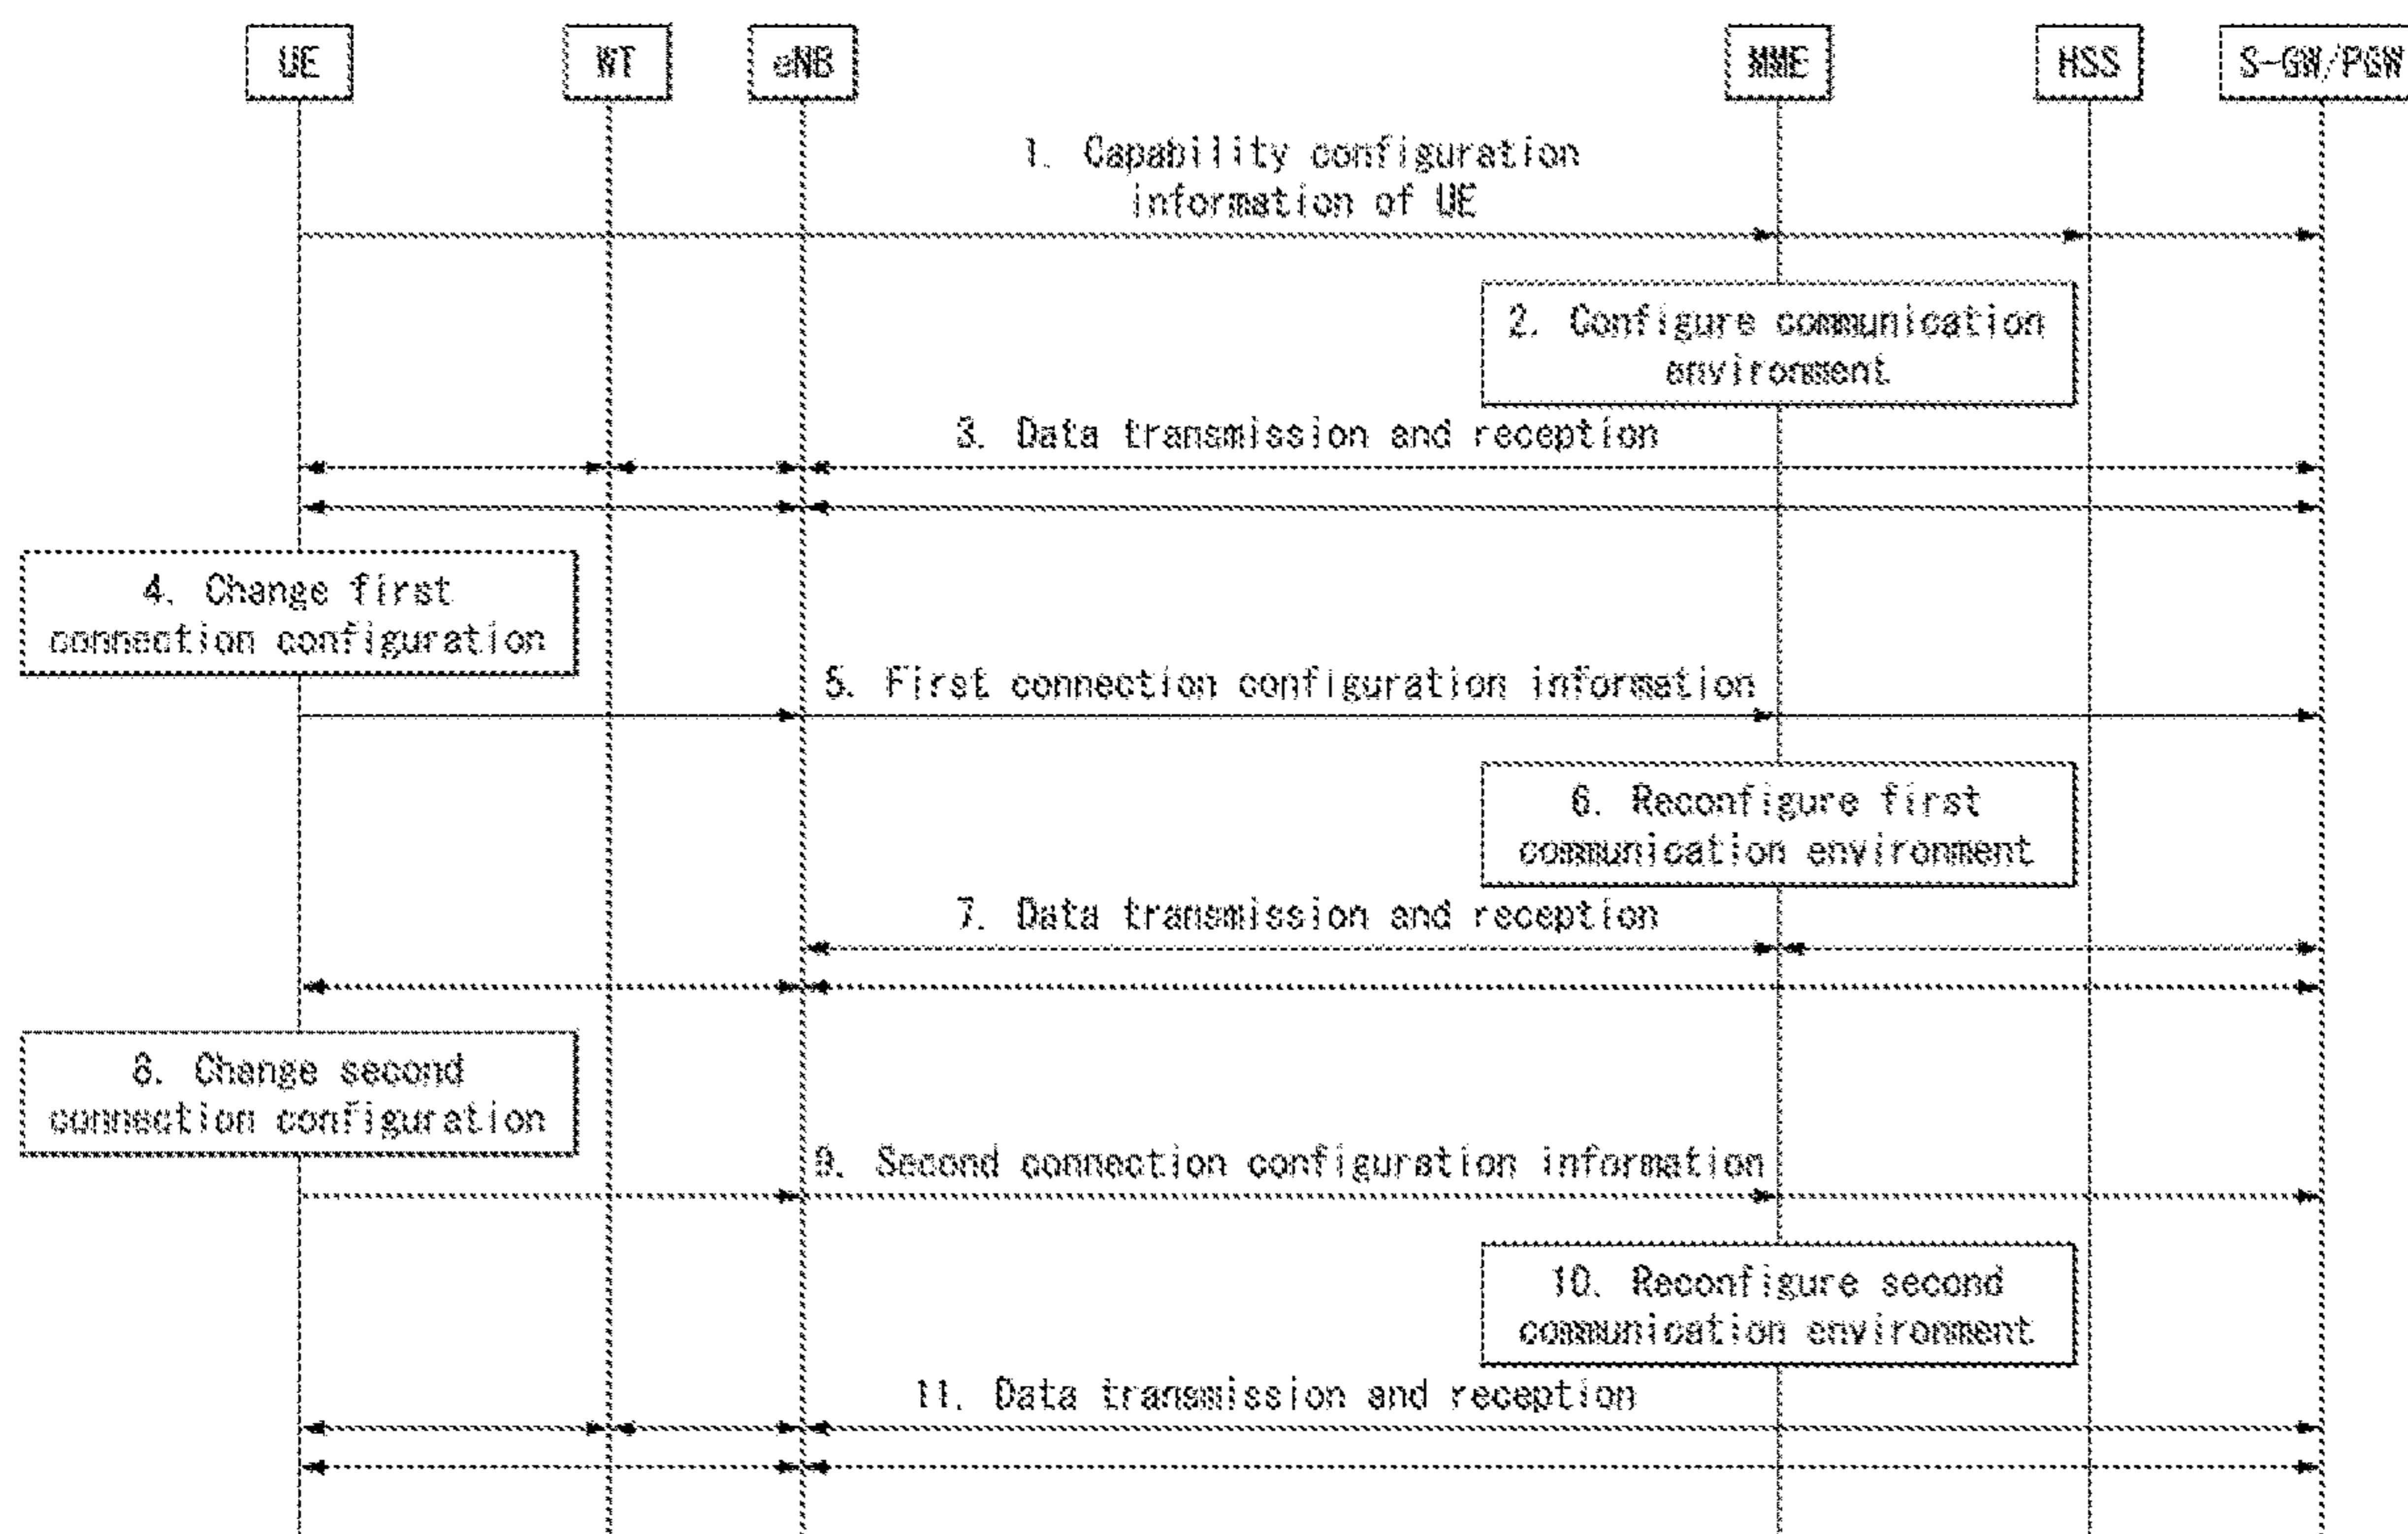 UE
WT
eNB
MME
HSS
S-GW/PGW
1. Capability configuration
information of UE
2. Configure communication
environment
3. Data transmission and reception
4. Change first
connection configuration
5. First connection configuration information
6. Reconfigure first
communication environment
7. Data transmission and reception
8. Change second
connection configuration
9. Second connection configuration information
10. Reconfigure second
communication environment
11. Data transmission and reception